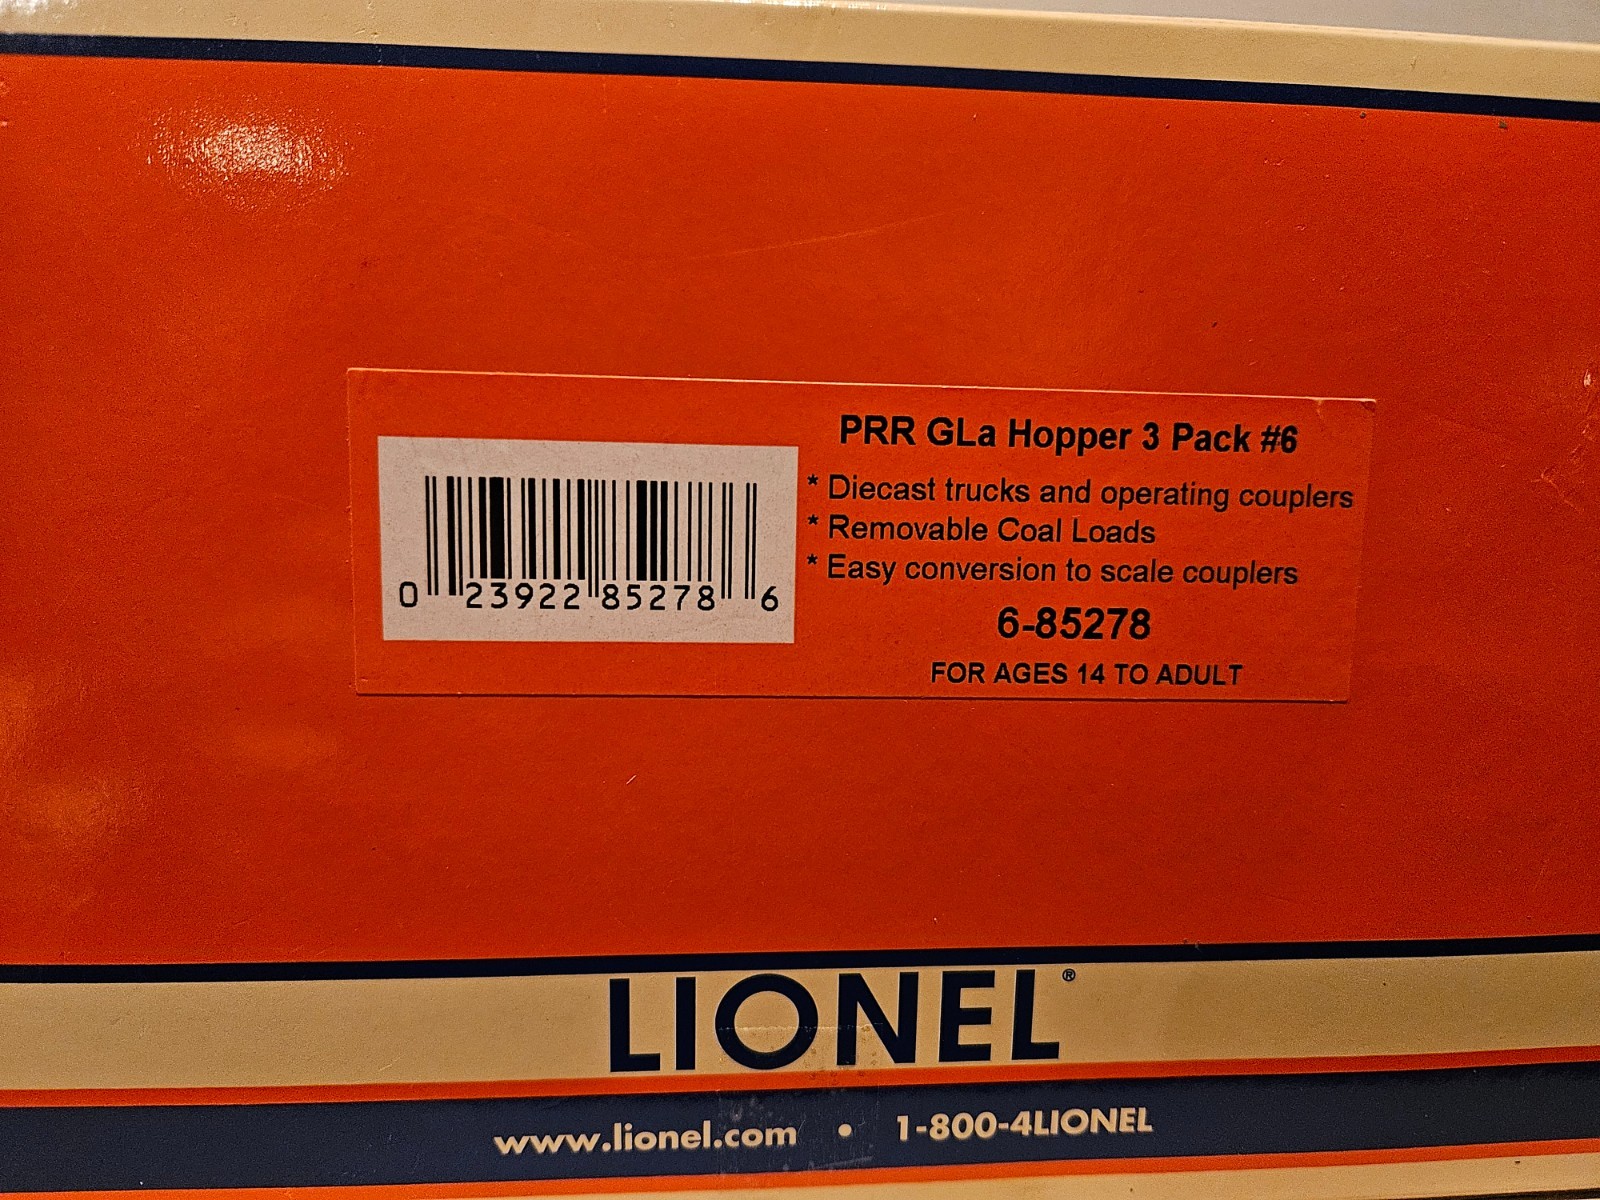 PRR GLa Hopper 3 Pack #6
* Diecast trucks and operating couplers
* Removable Coal Loads
* Easy conversion to scale couplers
6-85278
FOR AGES 14 TO ADULT
0 23922 85278 6
LIONEL®
www.lionel.com • 1-800-4LIONEL